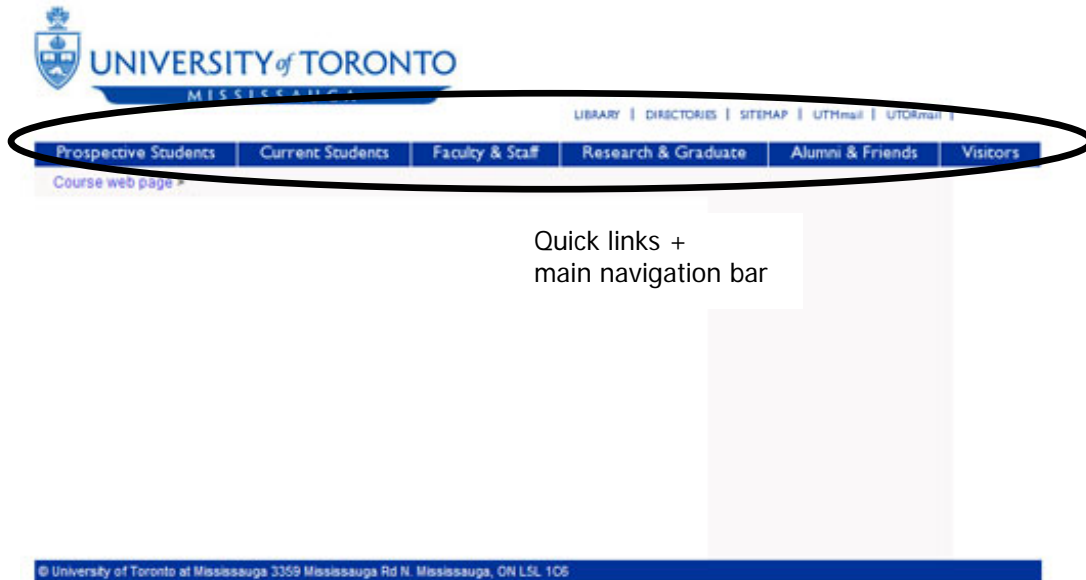 UNIVERSITY of TORONTO
MISSISSAUGA
LIBRARY | DIRECTORIES | SITEMAP | UTMmail | UTORmail |
Prospective Students | Current Students | Faculty & Staff | Research & Graduate | Alumni & Friends | Visitors
Course web page >
Quick links +
main navigation bar
© University of Toronto at Mississauga 3359 Mississauga Rd N. Mississauga, ON L5L 1C6